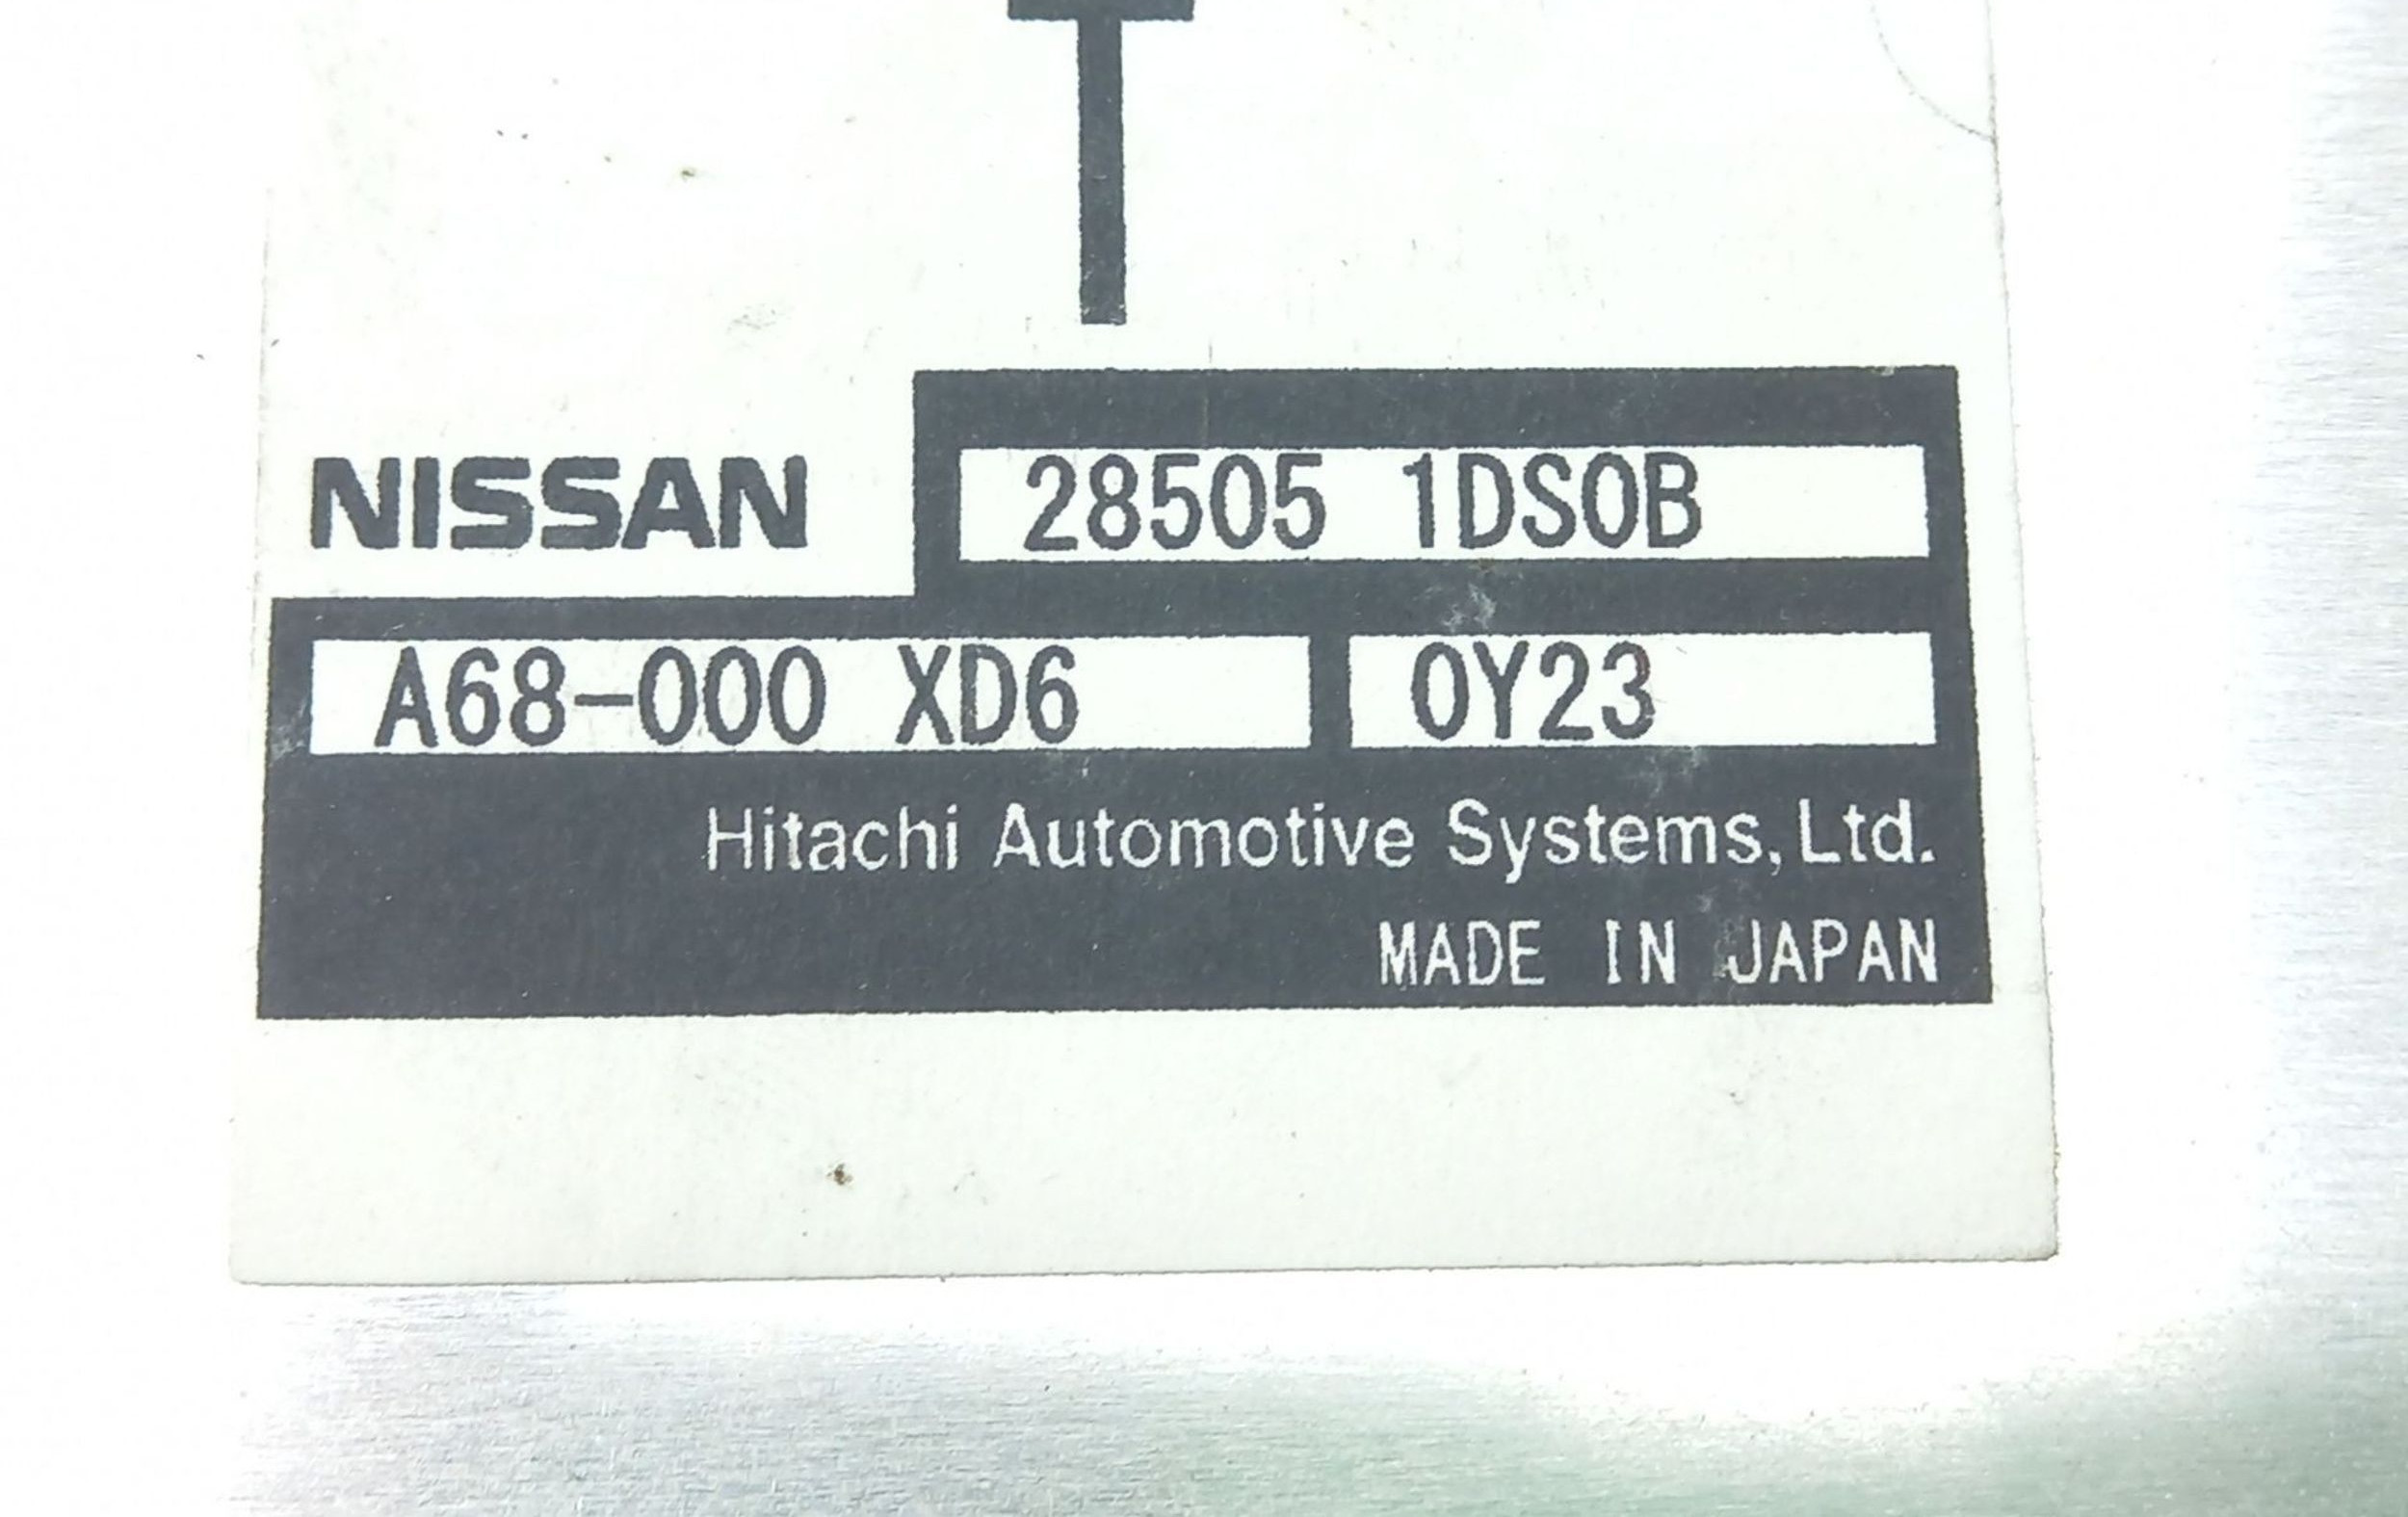 T
NISSAN 28505 1DS0B
A68-000 XD6 0Y23
Hitachi Automotive Systems, Ltd.
MADE IN JAPAN